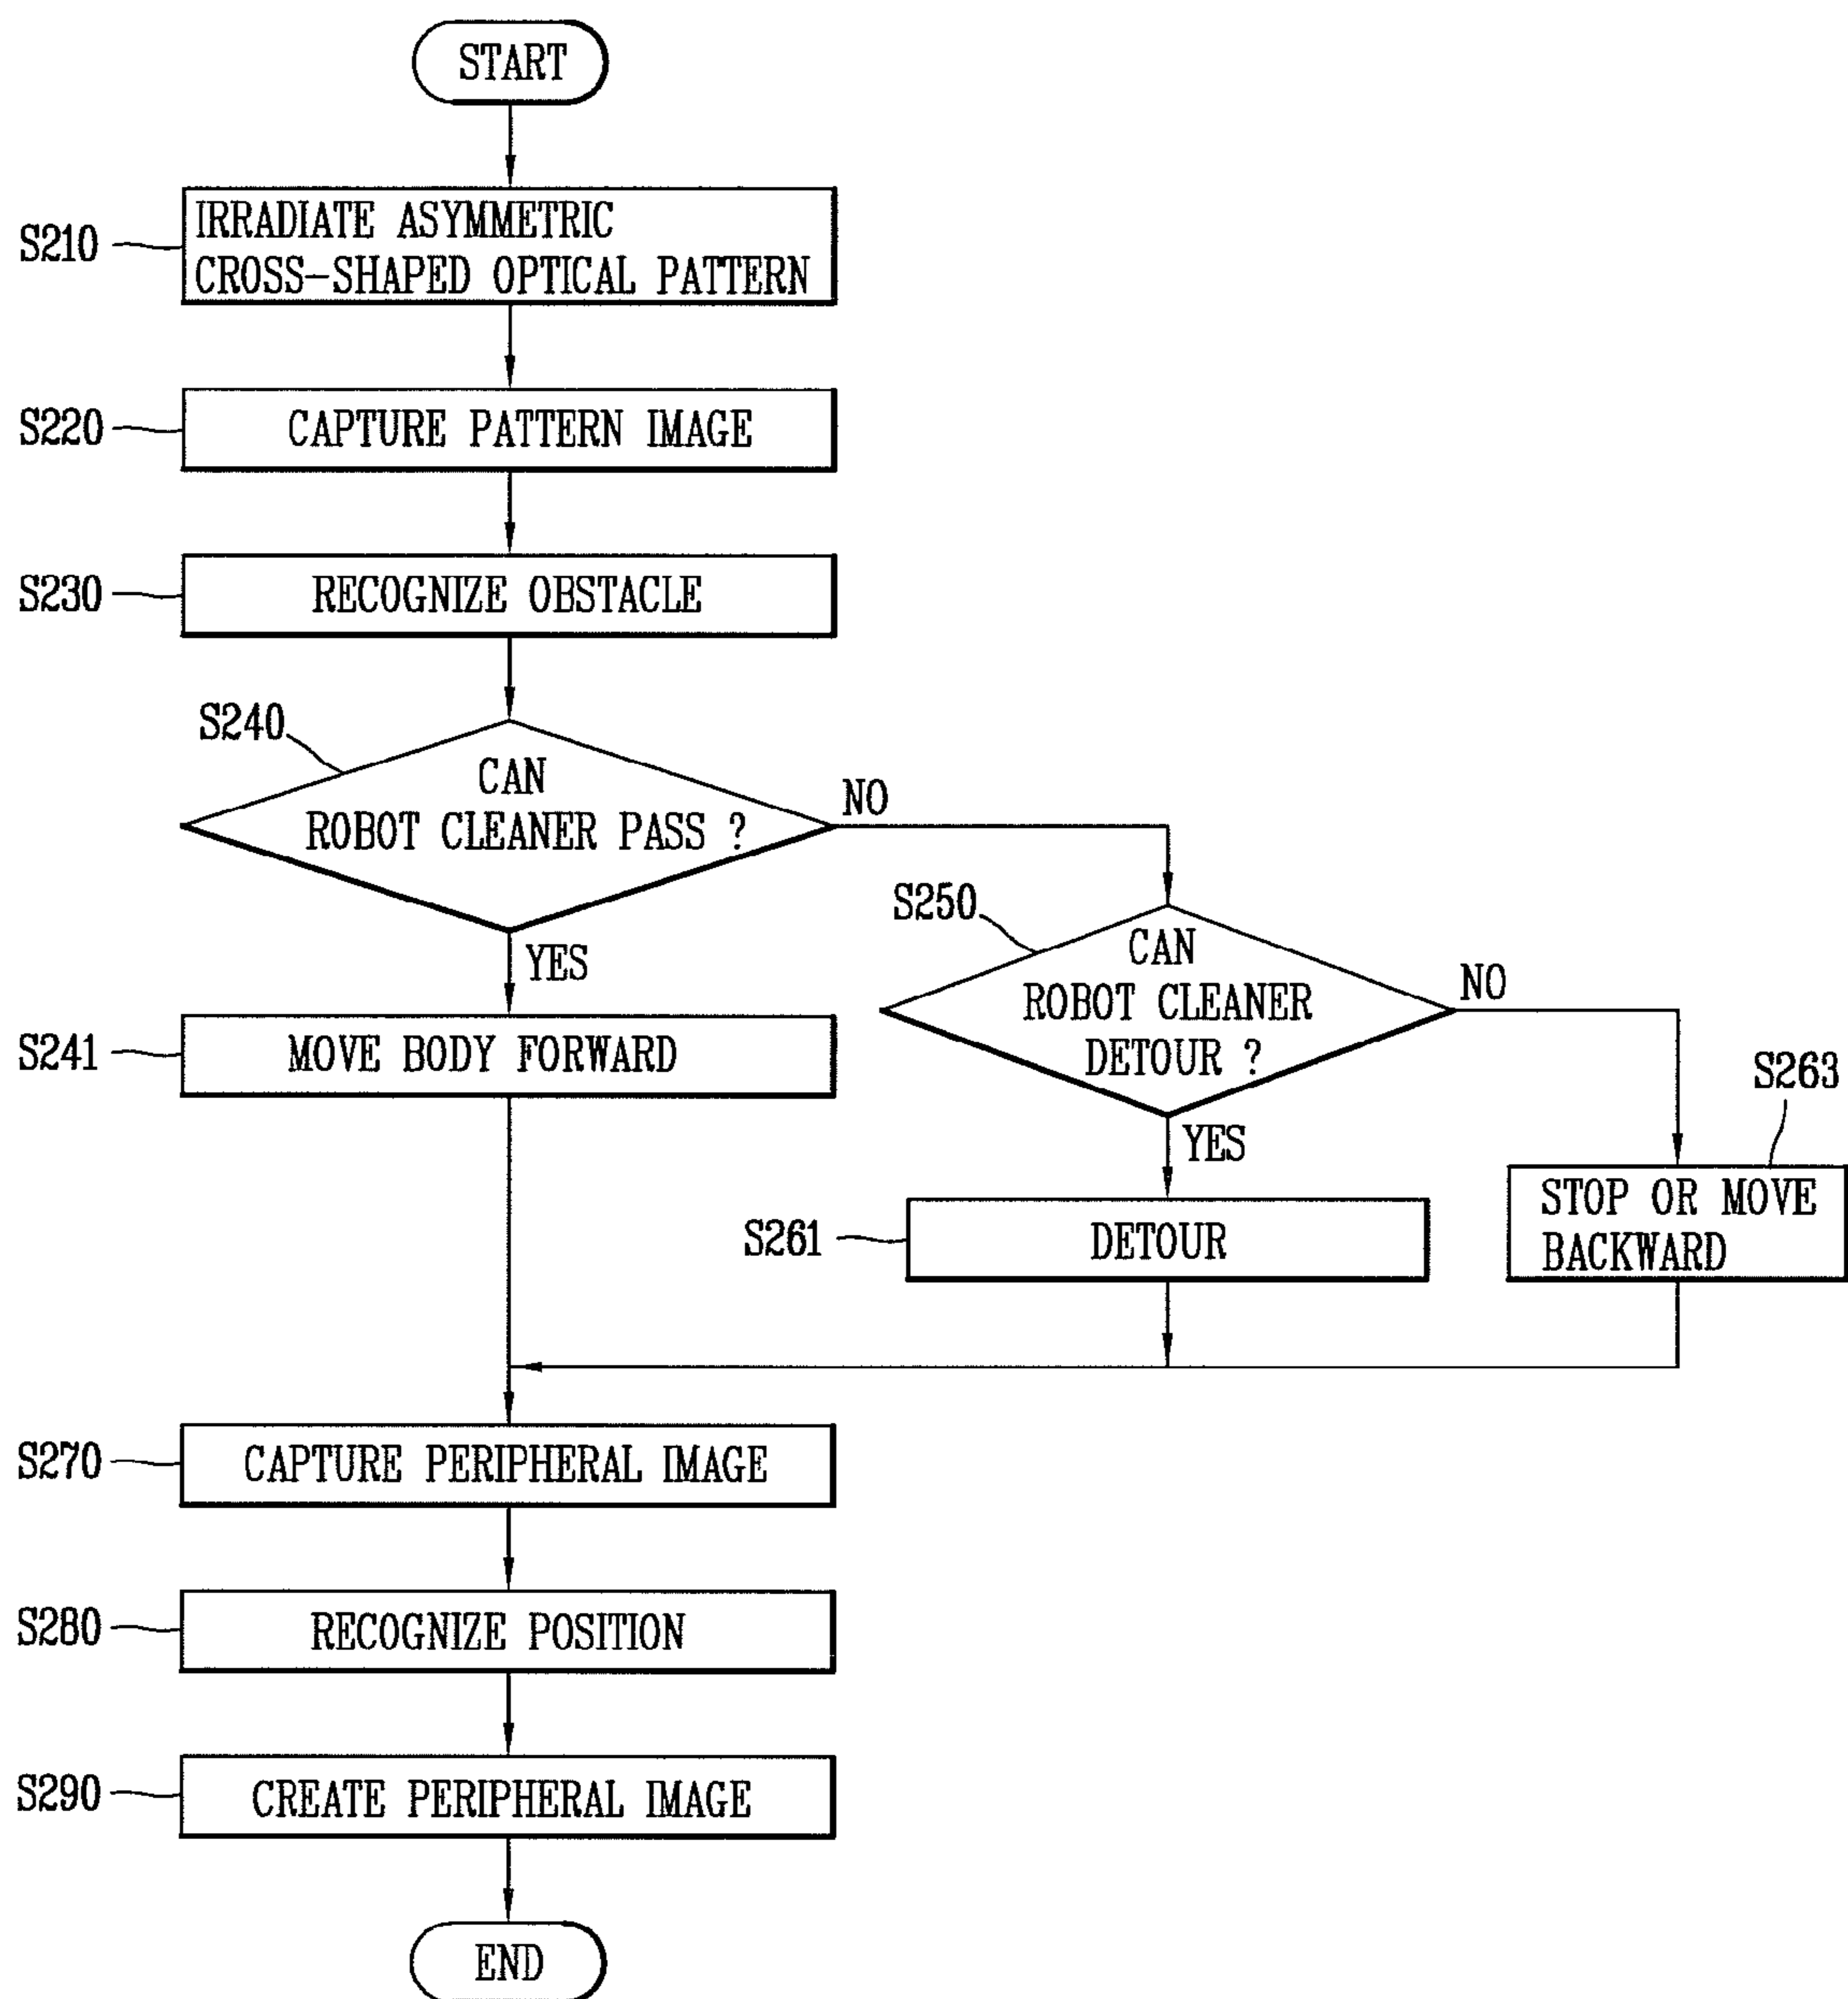 START
S210
IRRADIATE ASYMMETRIC
CROSS-SHAPED OPTICAL PATTERN
S220
CAPTURE PATTERN IMAGE
S230
RECOGNIZE OBSTACLE
S240
CAN
ROBOT CLEANER PASS ?
NO
YES
S241
MOVE BODY FORWARD
S250
CAN
ROBOT CLEANER
DETOUR ?
NO
YES
S261
DETOUR
S263
STOP OR MOVE
BACKWARD
S270
CAPTURE PERIPHERAL IMAGE
S280
RECOGNIZE POSITION
S290
CREATE PERIPHERAL IMAGE
END